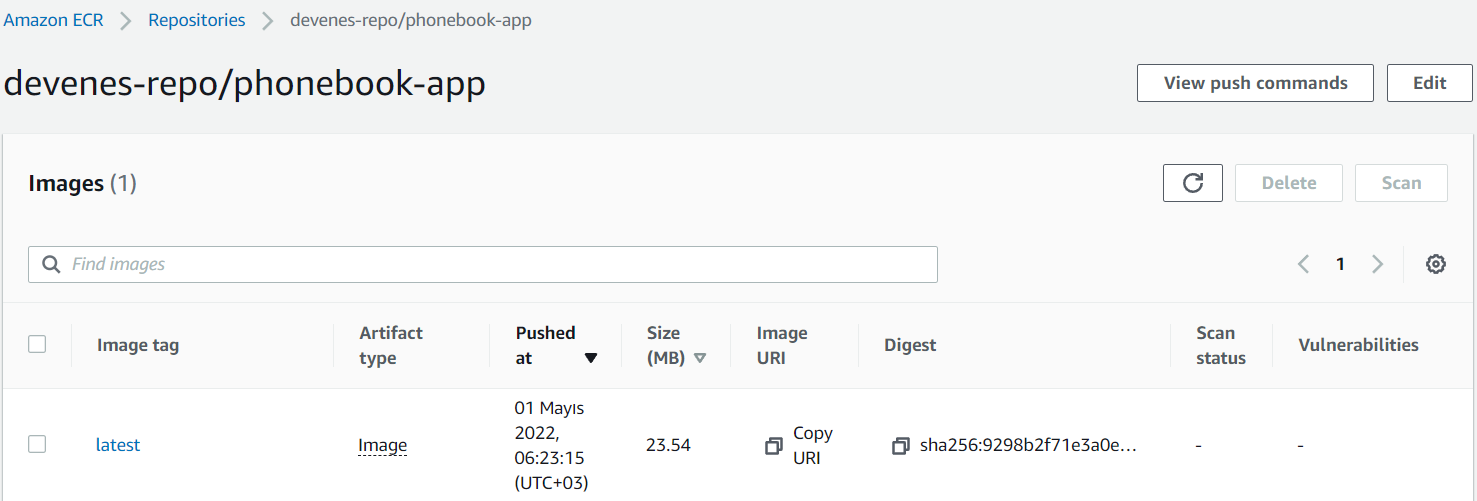 Amazon ECR > Repositories > devenes-repo/phonebook-app
devenes-repo/phonebook-app
View push commands
Edit
Images (1)
Delete
Scan
Find images
1
Image tag
Artifact
type
Pushed
at
Size
(MB)
Image
URI
Digest
Scan
status
Vulnerabilities
latest
Image
01 Mayıs
2022,
06:23:15
(UTC+03)
23.54
Copy
URI
sha256:9298b2f71e3a0e...
-
-